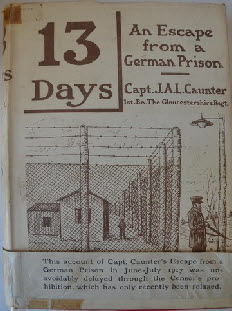 13
Days
An Escape
from a
German Prison
Capt. J.A.L. Caunter
1st. Bn. The Gloucestershire Regt.
This account of Capt. Caunter's Escape from a
German Prison in June-July 1917 was un-
avoidably delayed through the Censor's pro-
hibition, which has only recently been relaxed.
S